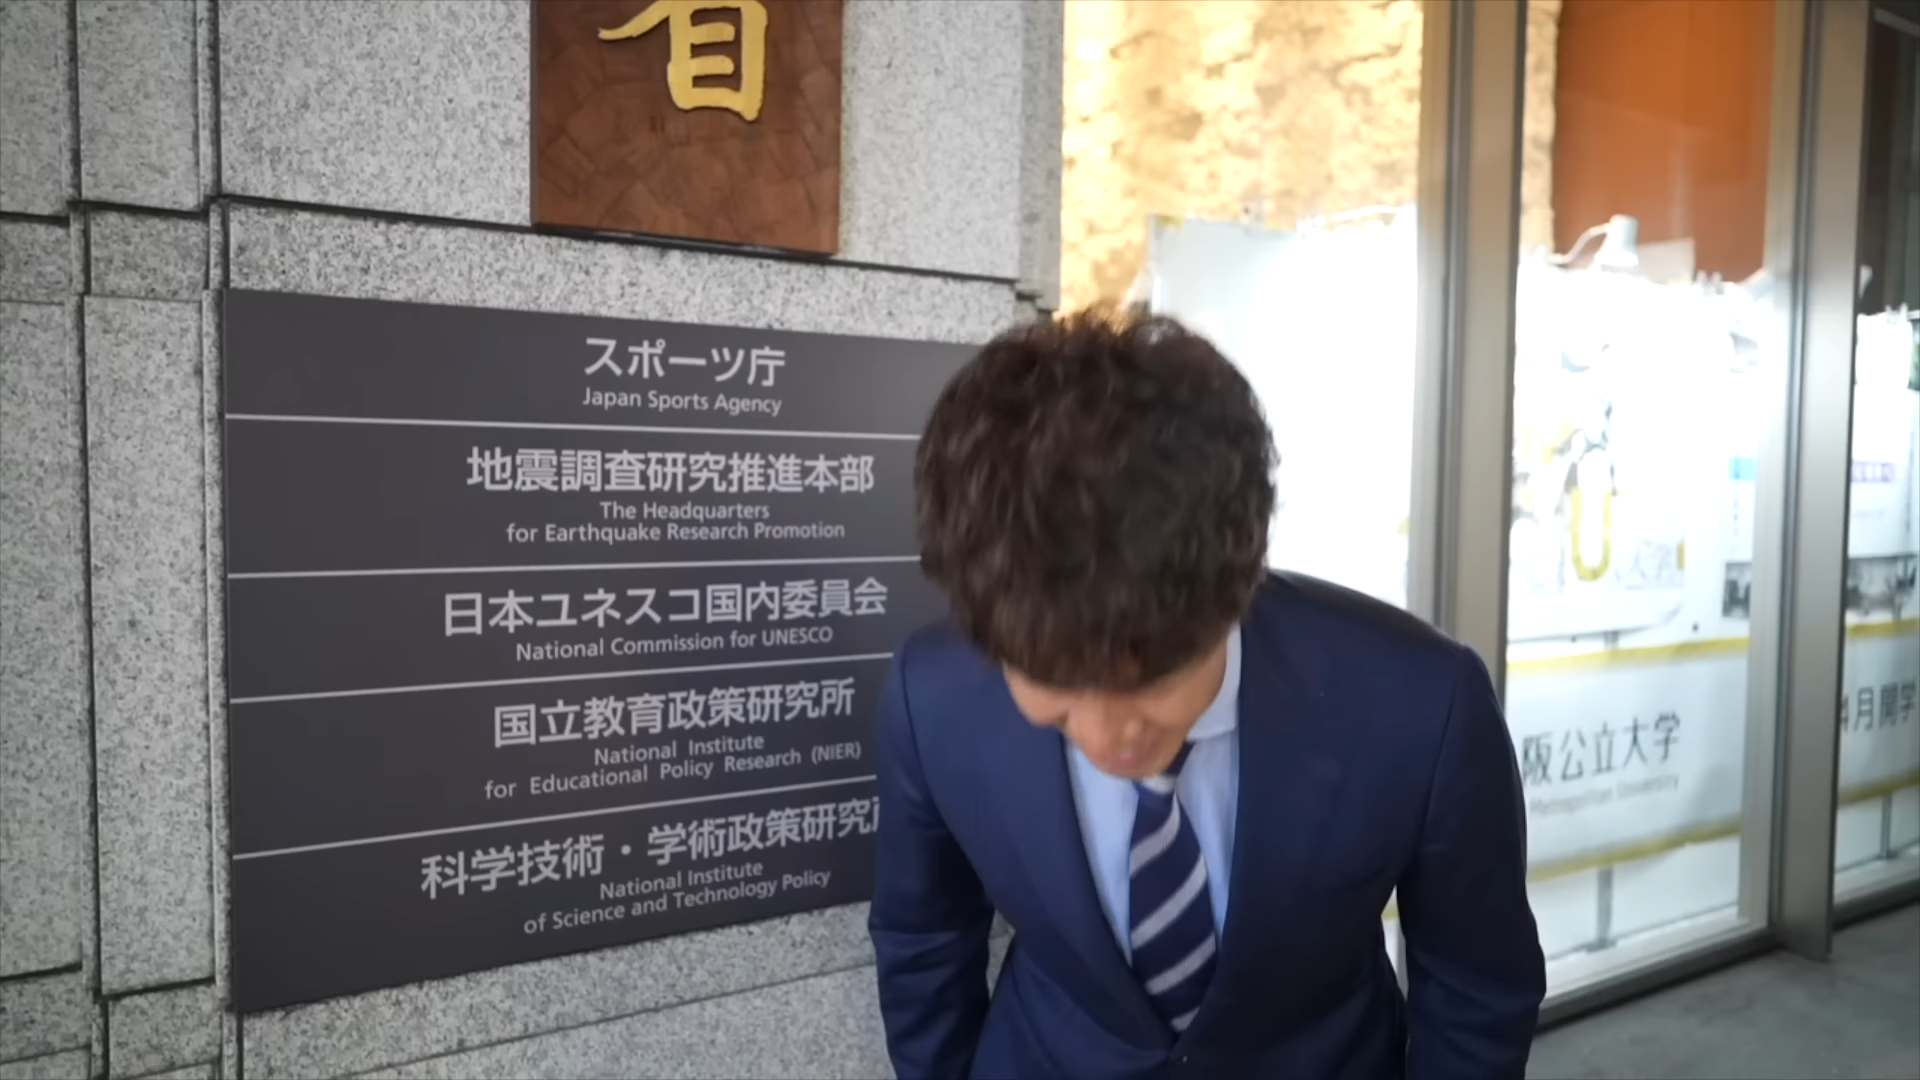 省
スポーツ庁
Japan Sports Agency
地震調査研究推進本部
The Headquarters
for Earthquake Research Promotion
日本ユネスコ国内委員会
National Commission for UNESCO
国立教育政策研究所
National Institute
for Educational Policy Research (NIER)
科学技術・学術政策研究所
National Institute
of Science and Technology Policy
阪公立大学
Metropolitan University
4月開学